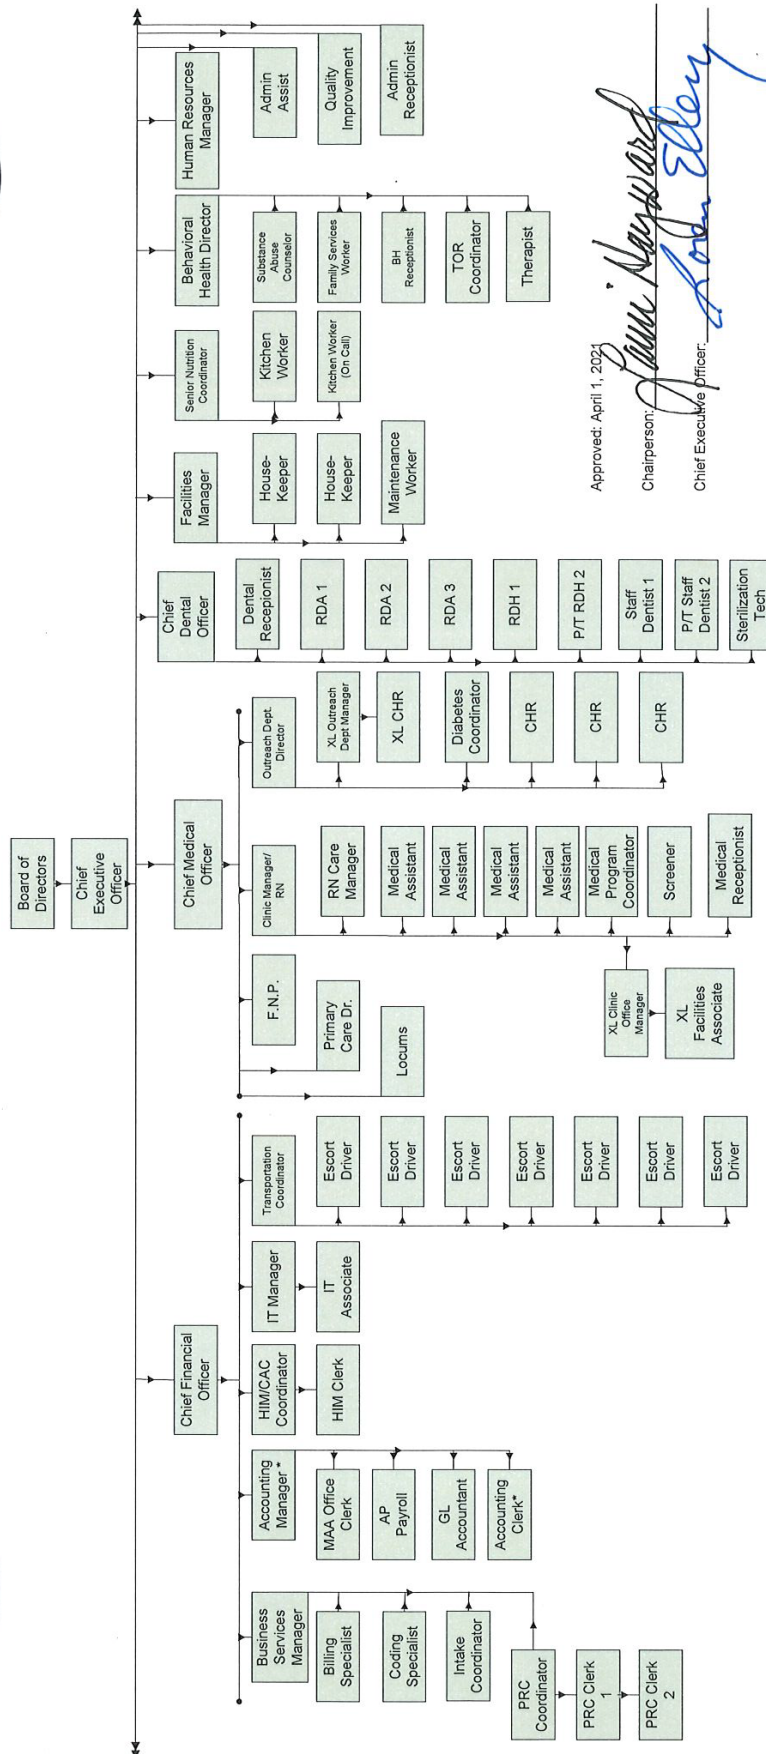 Board of
Directors
Chief
Executive
Officer
Chief Financial
Officer
Business
Services
Manager
Billing
Specialist
Coding
Specialist
Intake
Coordinator
PRC
Coordinator
PRC Clerk
1
PRC Clerk
2
Accounting
Manager *
MAA Office
Clerk
AP
Payroll
GL
Accountant
Accounting
Clerk*
HIM/CAC
Coordinator
HIM Clerk
IT Manager
IT
Associate
Transportation
Coordinator
Escort
Driver
Escort
Driver
Escort
Driver
Escort
Driver
Escort
Driver
Escort
Driver
Escort
Driver
Chief Medical
Officer
Locums
Primary
Care Dr.
F.N.P.
Clinic Manager/
RN
RN Care
Manager
Medical
Assistant
Medical
Assistant
Medical
Assistant
Medical
Assistant
Medical
Program
Coordinator
Screener
Medical
Receptionist
XL Clinic
Office
Manager
XL
Facilities
Associate
Outreach Dept.
Director
XL Outreach
Dept Manager
XL CHR
Diabetes
Coordinator
CHR
CHR
CHR
Chief
Dental
Officer
Dental
Recepionist
RDA 1
RDA 2
RDA 3
RDH 1
P/T RDH 2
Staff
Dentist 1
P/T Staff
Dentist 2
Sterilization
Tech
Facilities
Manager
House-
Keeper
House-
Keeper
Maintenance
Worker
Senior Nutrition
Coordinator
Kitchen
Worker
Kitchen Worker
(On Call)
Behavioral
Health Director
Substance
Abuse
Counselor
Family Services
Worker
BH
Receptionist
TOR
Coordinator
Therapist
Human Resources
Manager
Admin
Assist
Quality
Improvement
Admin
Receptionist
Approved: April 1, 2021
Chairperson: Hayward
Chief Executive Officer: Ellery